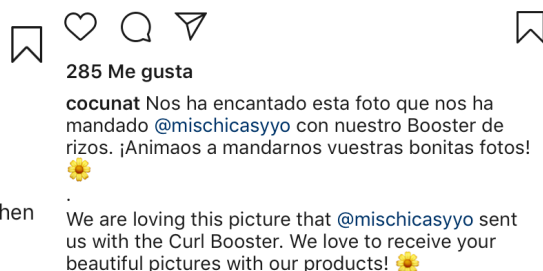 285 Me gusta
cocunat Nos ha encantado esta foto que nos ha
mandado @mischicasyyo con nuestro Booster de
rizos. ¡Animaos a mandarnos vuestras bonitas fotos!
🌼
.
hen
We are loving this picture that @mischicasyyo sent
us with the Curl Booster. We love to receive your
beautiful pictures with our products! 🌼